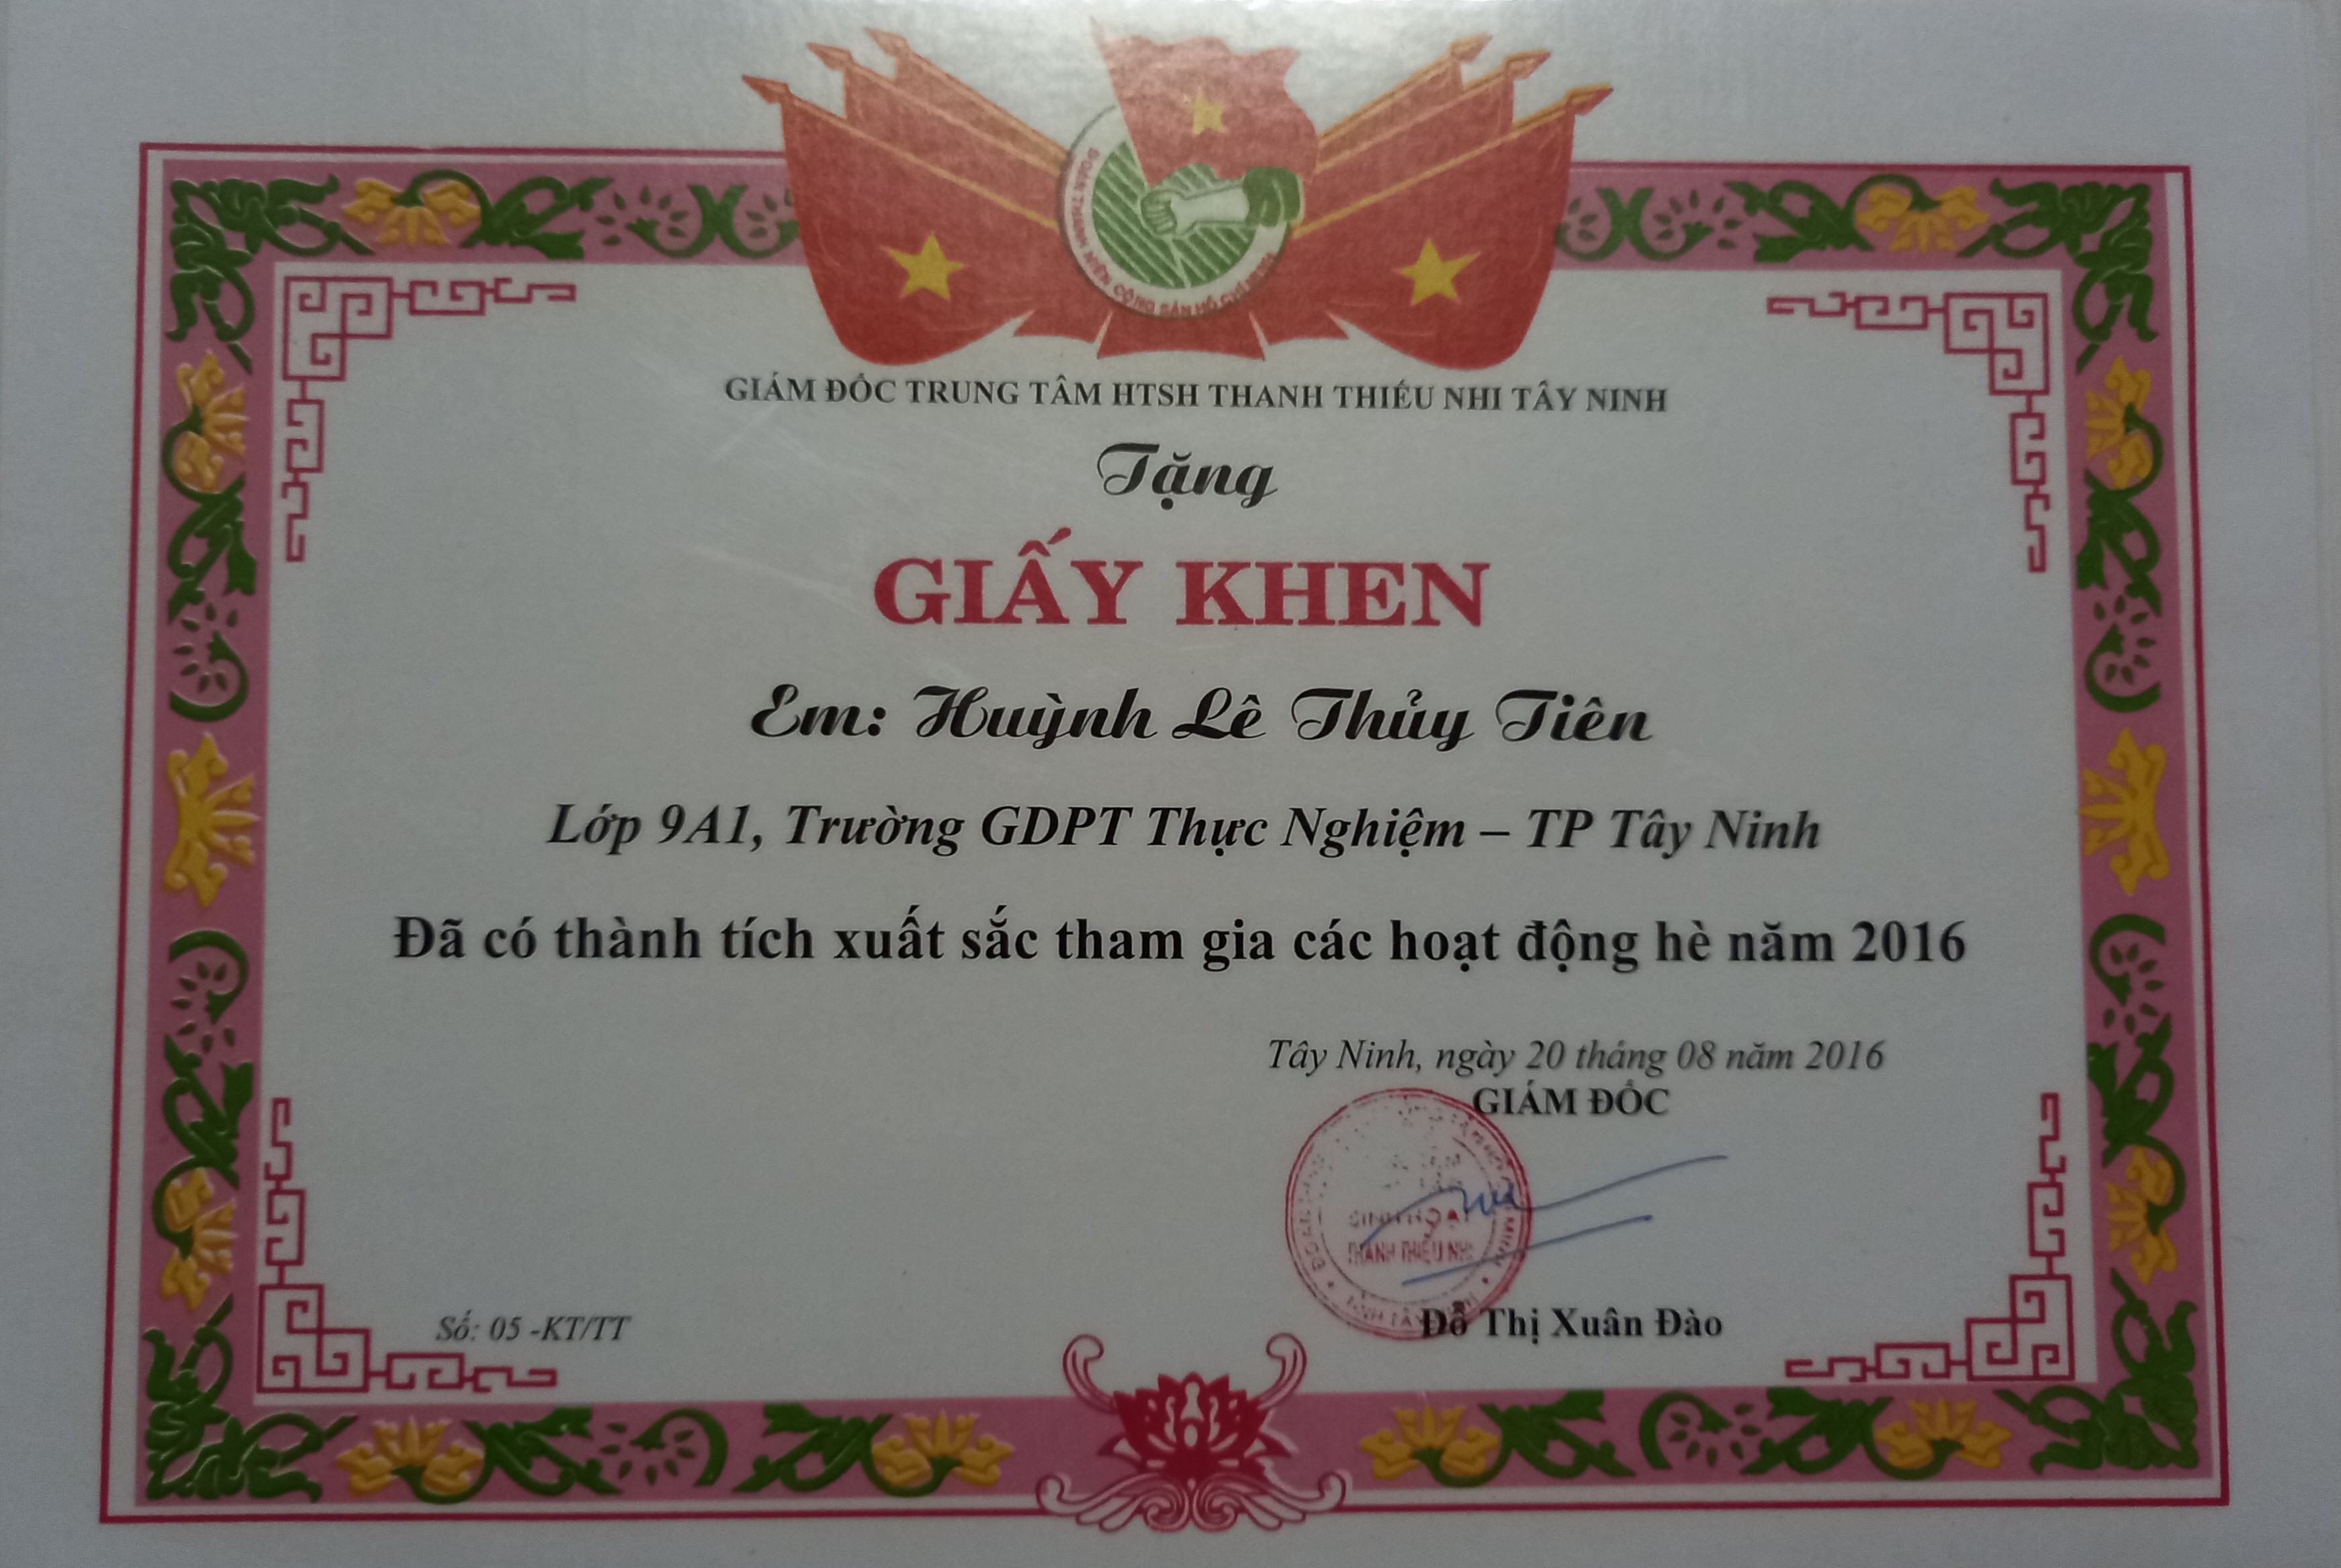 ĐOÀN THANH NIÊN CỘNG SẢN HỒ CHÍ MINH
GIÁM ĐỐC TRUNG TÂM HTSH THANH THIẾU NHI TÂY NINH
Tặng
GIẤY KHEN
Em: Huỳnh Lê Thủy Tiên
Lớp 9A1, Trường GDPT Thực Nghiệm – TP Tây Ninh
Đã có thành tích xuất sắc tham gia các hoạt động hè năm 2016
Tây Ninh, ngày 20 tháng 08 năm 2016
GIÁM ĐỐC
SINH HOẠT
THANH THIẾU NHI
TỈNH TÂY NINH
Đỗ Thị Xuân Đào
Số: 05 -KT/TT